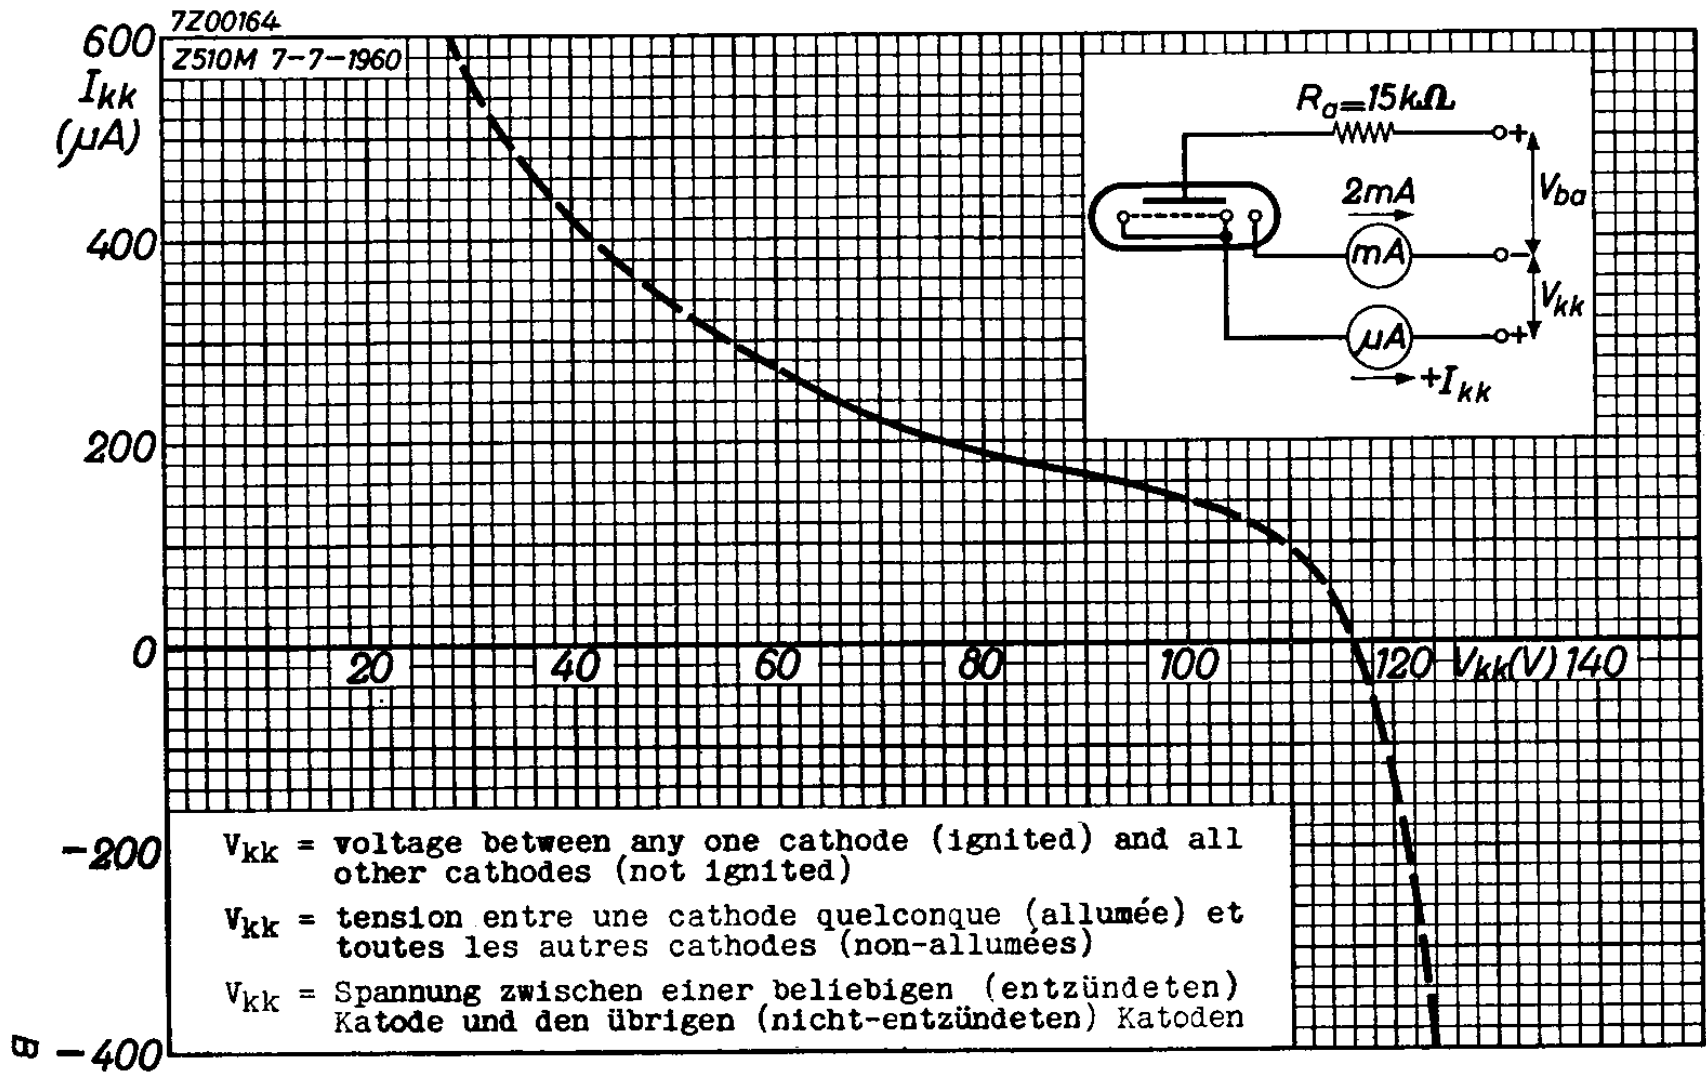 7Z00164
Z510M 7-7-1960
600
Ikk
(μA)
400
200
0
-200
-400
20
40
60
80
100
120
Vkk(V)
140
Ra=15kΩ
+
2mA
Vba
mA
-
Vkk
μA
+
+Ikk
Vkk = voltage between any one cathode (ignited) and all
other cathodes (not ignited)
Vkk = tension entre une cathode quelconque (allumée) et
toutes les autres cathodes (non-allumées)
Vkk = Spannung zwischen einer beliebigen (entzündeten)
Katode und den übrigen (nicht-entzündeten) Katoden
B